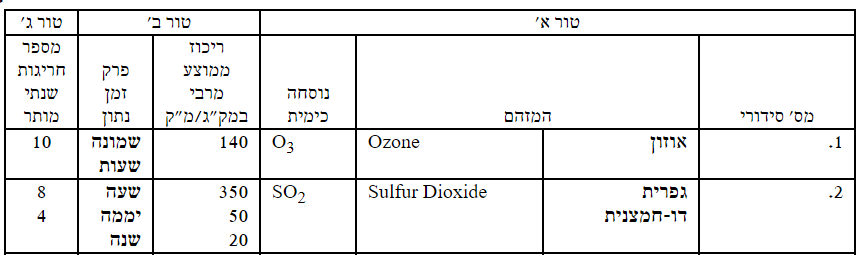 טור א׳ טור ב׳ טור ג׳
מס׳ סידורי המזהם נוסחה כימית ריכוז ממוצע מרבי במק״ג/מ״ק פרק זמן נתון מספר חריגות שנתי מותר
1. אוזון Ozone O3 140 שמונה שעות 10
2. גפרית דו-חמצנית Sulfur Dioxide SO2 350 שעה 8
50 יממה 4
20 שנה